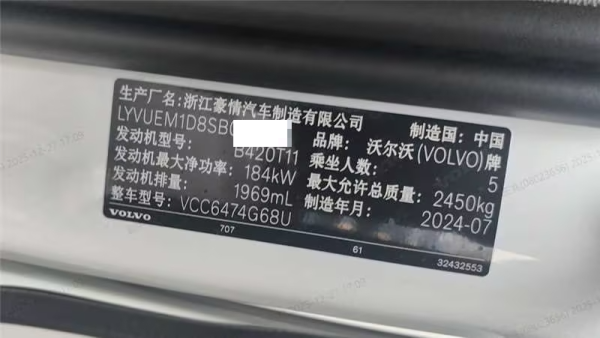 生产厂名:浙江豪情汽车制造有限公司 制造国:中国
LYVUEM1D8SB 品牌:沃尔沃(VOLVO)牌
发动机型号: B420T11 乘坐人数: 5
发动机最大净功率: 184kW 最大允许总质量: 2450kg
发动机排量: 1969mL 制造年月: 2024-07
整车型号: VCC6474G68U
VOLVO 707 61 32432553